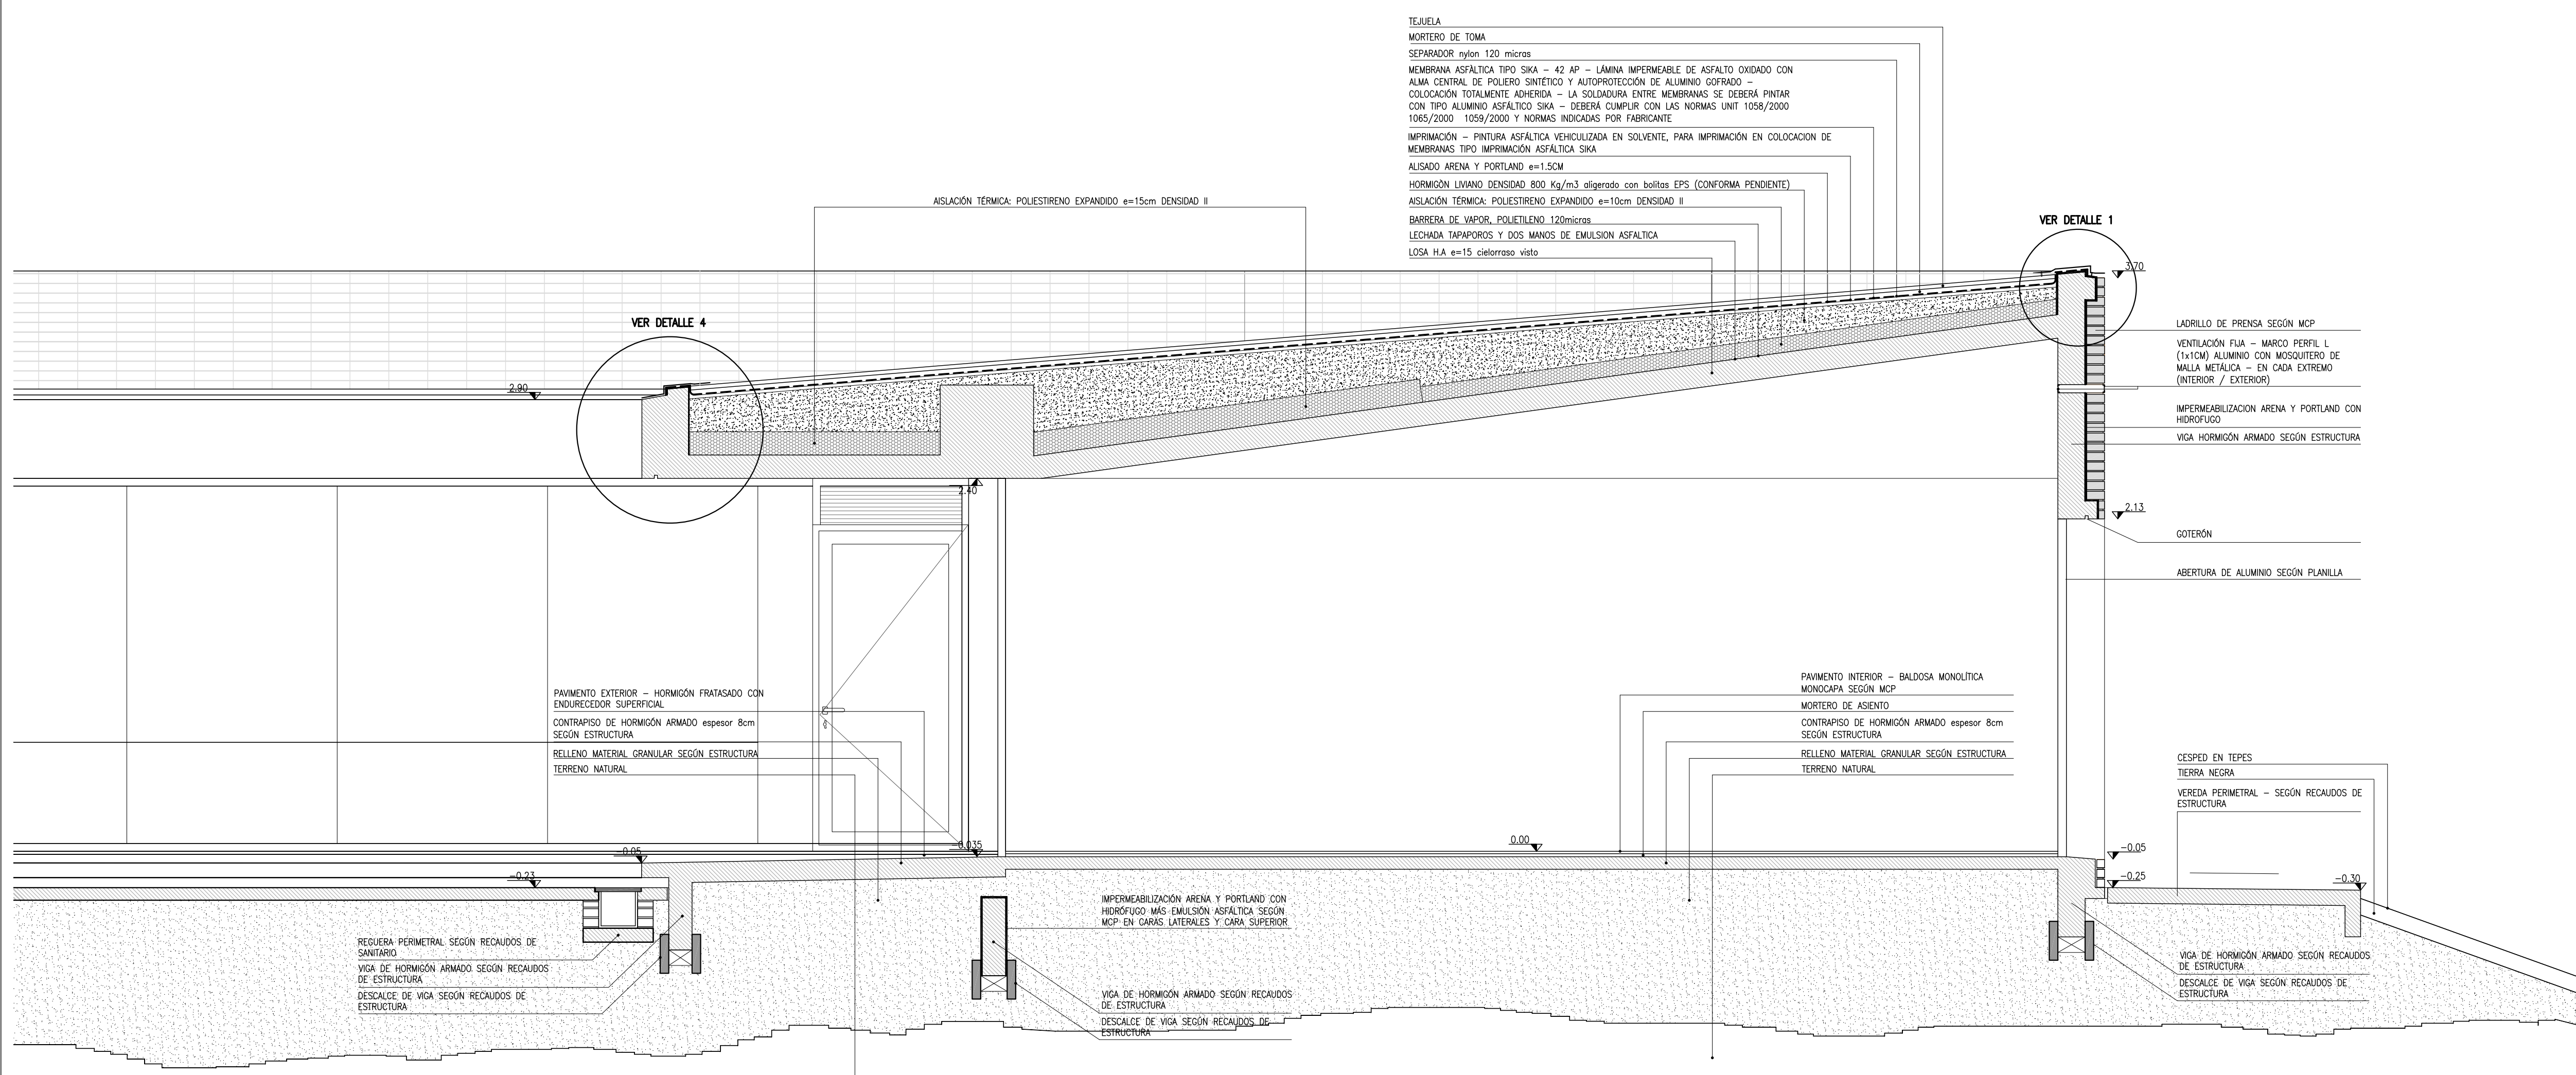 TEJUELA
MORTERO DE TOMA
SEPARADOR nylon 120 micras
MEMBRANA ASFÀLTICA TIPO SIKA – 42 AP – LÁMINA IMPERMEABLE DE ASFALTO OXIDADO CON
ALMA CENTRAL DE POLIERO SINTÉTICO Y AUTOPROTECCIÓN DE ALUMINIO GOFRADO –
COLOCACIÓN TOTALMENTE ADHERIDA – LA SOLDADURA ENTRE MEMBRANAS SE DEBERÁ PINTAR
CON TIPO ALUMINIO ASFÁLTICO SIKA – DEBERÁ CUMPLIR CON LAS NORMAS UNIT 1058/2000
1065/2000 1059/2000 Y NORMAS INDICADAS POR FABRICANTE
IMPRIMACIÓN – PINTURA ASFÁLTICA VEHICULIZADA EN SOLVENTE, PARA IMPRIMACIÓN EN COLOCACION DE
MEMBRANAS TIPO IMPRIMACIÓN ASFÁLTICA SIKA
ALISADO ARENA Y PORTLAND e=1.5CM
HORMIGÒN LIVIANO DENSIDAD 800 Kg/m3 aligerado con bolitas EPS (CONFORMA PENDIENTE)
AISLACIÓN TÉRMICA: POLIESTIRENO EXPANDIDO e=10cm DENSIDAD II
BARRERA DE VAPOR, POLIETILENO 120micras
LECHADA TAPAPOROS Y DOS MANOS DE EMULSION ASFALTICA
LOSA H.A e=15 cielorraso visto
AISLACIÓN TÉRMICA: POLIESTIRENO EXPANDIDO e=15cm DENSIDAD II
VER DETALLE 1
3.70
VER DETALLE 4
2.90
LADRILLO DE PRENSA SEGÚN MCP
VENTILACIÓN FIJA – MARCO PERFIL L
(1x1CM) ALUMINIO CON MOSQUITERO DE
MALLA METÁLICA – EN CADA EXTREMO
(INTERIOR / EXTERIOR)
IMPERMEABILIZACION ARENA Y PORTLAND CON
HIDROFUGO
VIGA HORMIGÓN ARMADO SEGÚN ESTRUCTURA
2.40
2.13
GOTERÓN
ABERTURA DE ALUMINIO SEGÚN PLANILLA
PAVIMENTO EXTERIOR – HORMIGÓN FRATASADO CON
ENDURECEDOR SUPERFICIAL
CONTRAPISO DE HORMIGÓN ARMADO espesor 8cm
SEGÚN ESTRUCTURA
RELLENO MATERIAL GRANULAR SEGÚN ESTRUCTURA
TERRENO NATURAL
PAVIMENTO INTERIOR – BALDOSA MONOLÍTICA
MONOCAPA SEGÚN MCP
MORTERO DE ASIENTO
CONTRAPISO DE HORMIGÓN ARMADO espesor 8cm
SEGÚN ESTRUCTURA
RELLENO MATERIAL GRANULAR SEGÚN ESTRUCTURA
TERRENO NATURAL
CESPED EN TEPES
TIERRA NEGRA
VEREDA PERIMETRAL – SEGÚN RECAUDOS DE
ESTRUCTURA
-0.05
-0.035
0.00
-0.05
-0.23
-0.25
-0.30
IMPERMEABILIZACIÓN ARENA Y PORTLAND CON
HIDRÓFUGO MÁS EMULSIÓN ASFÁLTICA SEGÚN
MCP EN CARAS LATERALES Y CARA SUPERIOR
REGUERA PERIMETRAL SEGÚN RECAUDOS DE
SANITARIO
VIGA DE HORMIGÓN ARMADO SEGÚN RECAUDOS
DE ESTRUCTURA
DESCALCE DE VIGA SEGÚN RECAUDOS DE
ESTRUCTURA
VIGA DE HORMIGÓN ARMADO SEGÚN RECAUDOS
DE ESTRUCTURA
DESCALCE DE VIGA SEGÚN RECAUDOS DE
ESTRUCTURA
VIGA DE HORMIGÓN ARMADO SEGÚN RECAUDOS
DE ESTRUCTURA
DESCALCE DE VIGA SEGÚN RECAUDOS DE
ESTRUCTURA